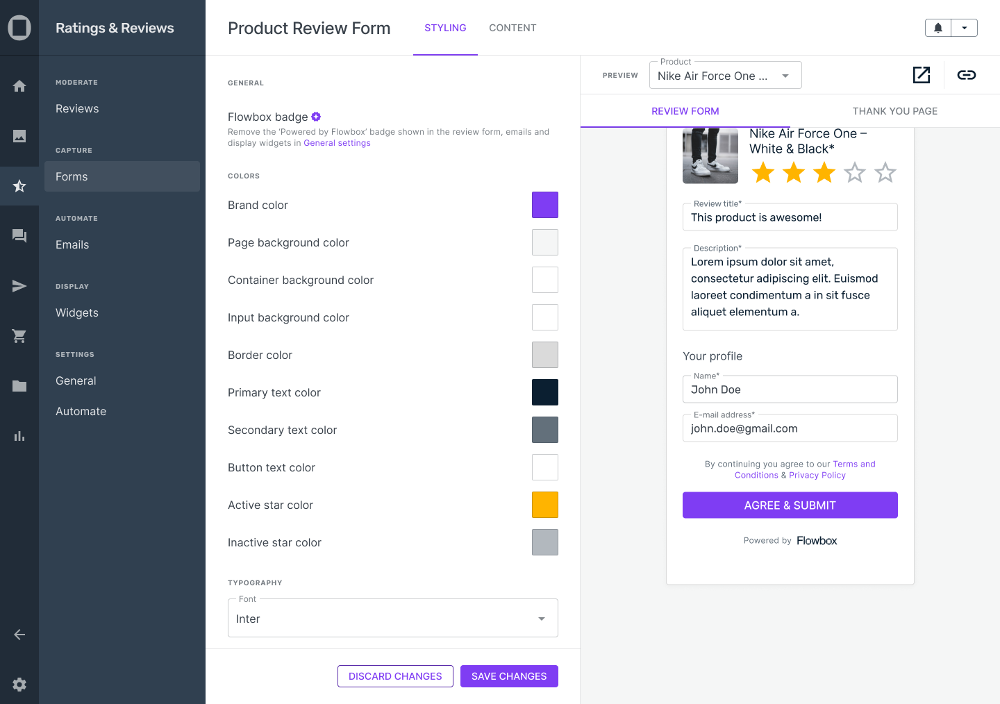 Ratings & Reviews
MODERATE
Reviews
CAPTURE
Forms
AUTOMATE
Emails
DISPLAY
Widgets
SETTINGS
General
Automate
Product Review Form
STYLING
CONTENT
GENERAL
Flowbox badge
Remove the ‘Powered by Flowbox’ badge shown in the review form, emails and
display widgets in General settings
COLORS
Brand color
Page background color
Container background color
Input background color
Border color
Primary text color
Secondary text color
Button text color
Active star color
Inactive star color
TYPOGRAPHY
Font
Inter
DISCARD CHANGES
SAVE CHANGES
PREVIEW
Product
Nike Air Force One ...
REVIEW FORM
THANK YOU PAGE
Nike Air Force One –
White & Black*
Review title*
This product is awesome!
Description*
Lorem ipsum dolor sit amet,
consectetur adipiscing elit. Euismod
laoreet condimentum a in sit fusce
aliquet elementum a.
Your profile
Name*
John Doe
E-mail address*
john.doe@gmail.com
By continuing you agree to our Terms and
Conditions & Privacy Policy
AGREE & SUBMIT
Powered by Flowbox